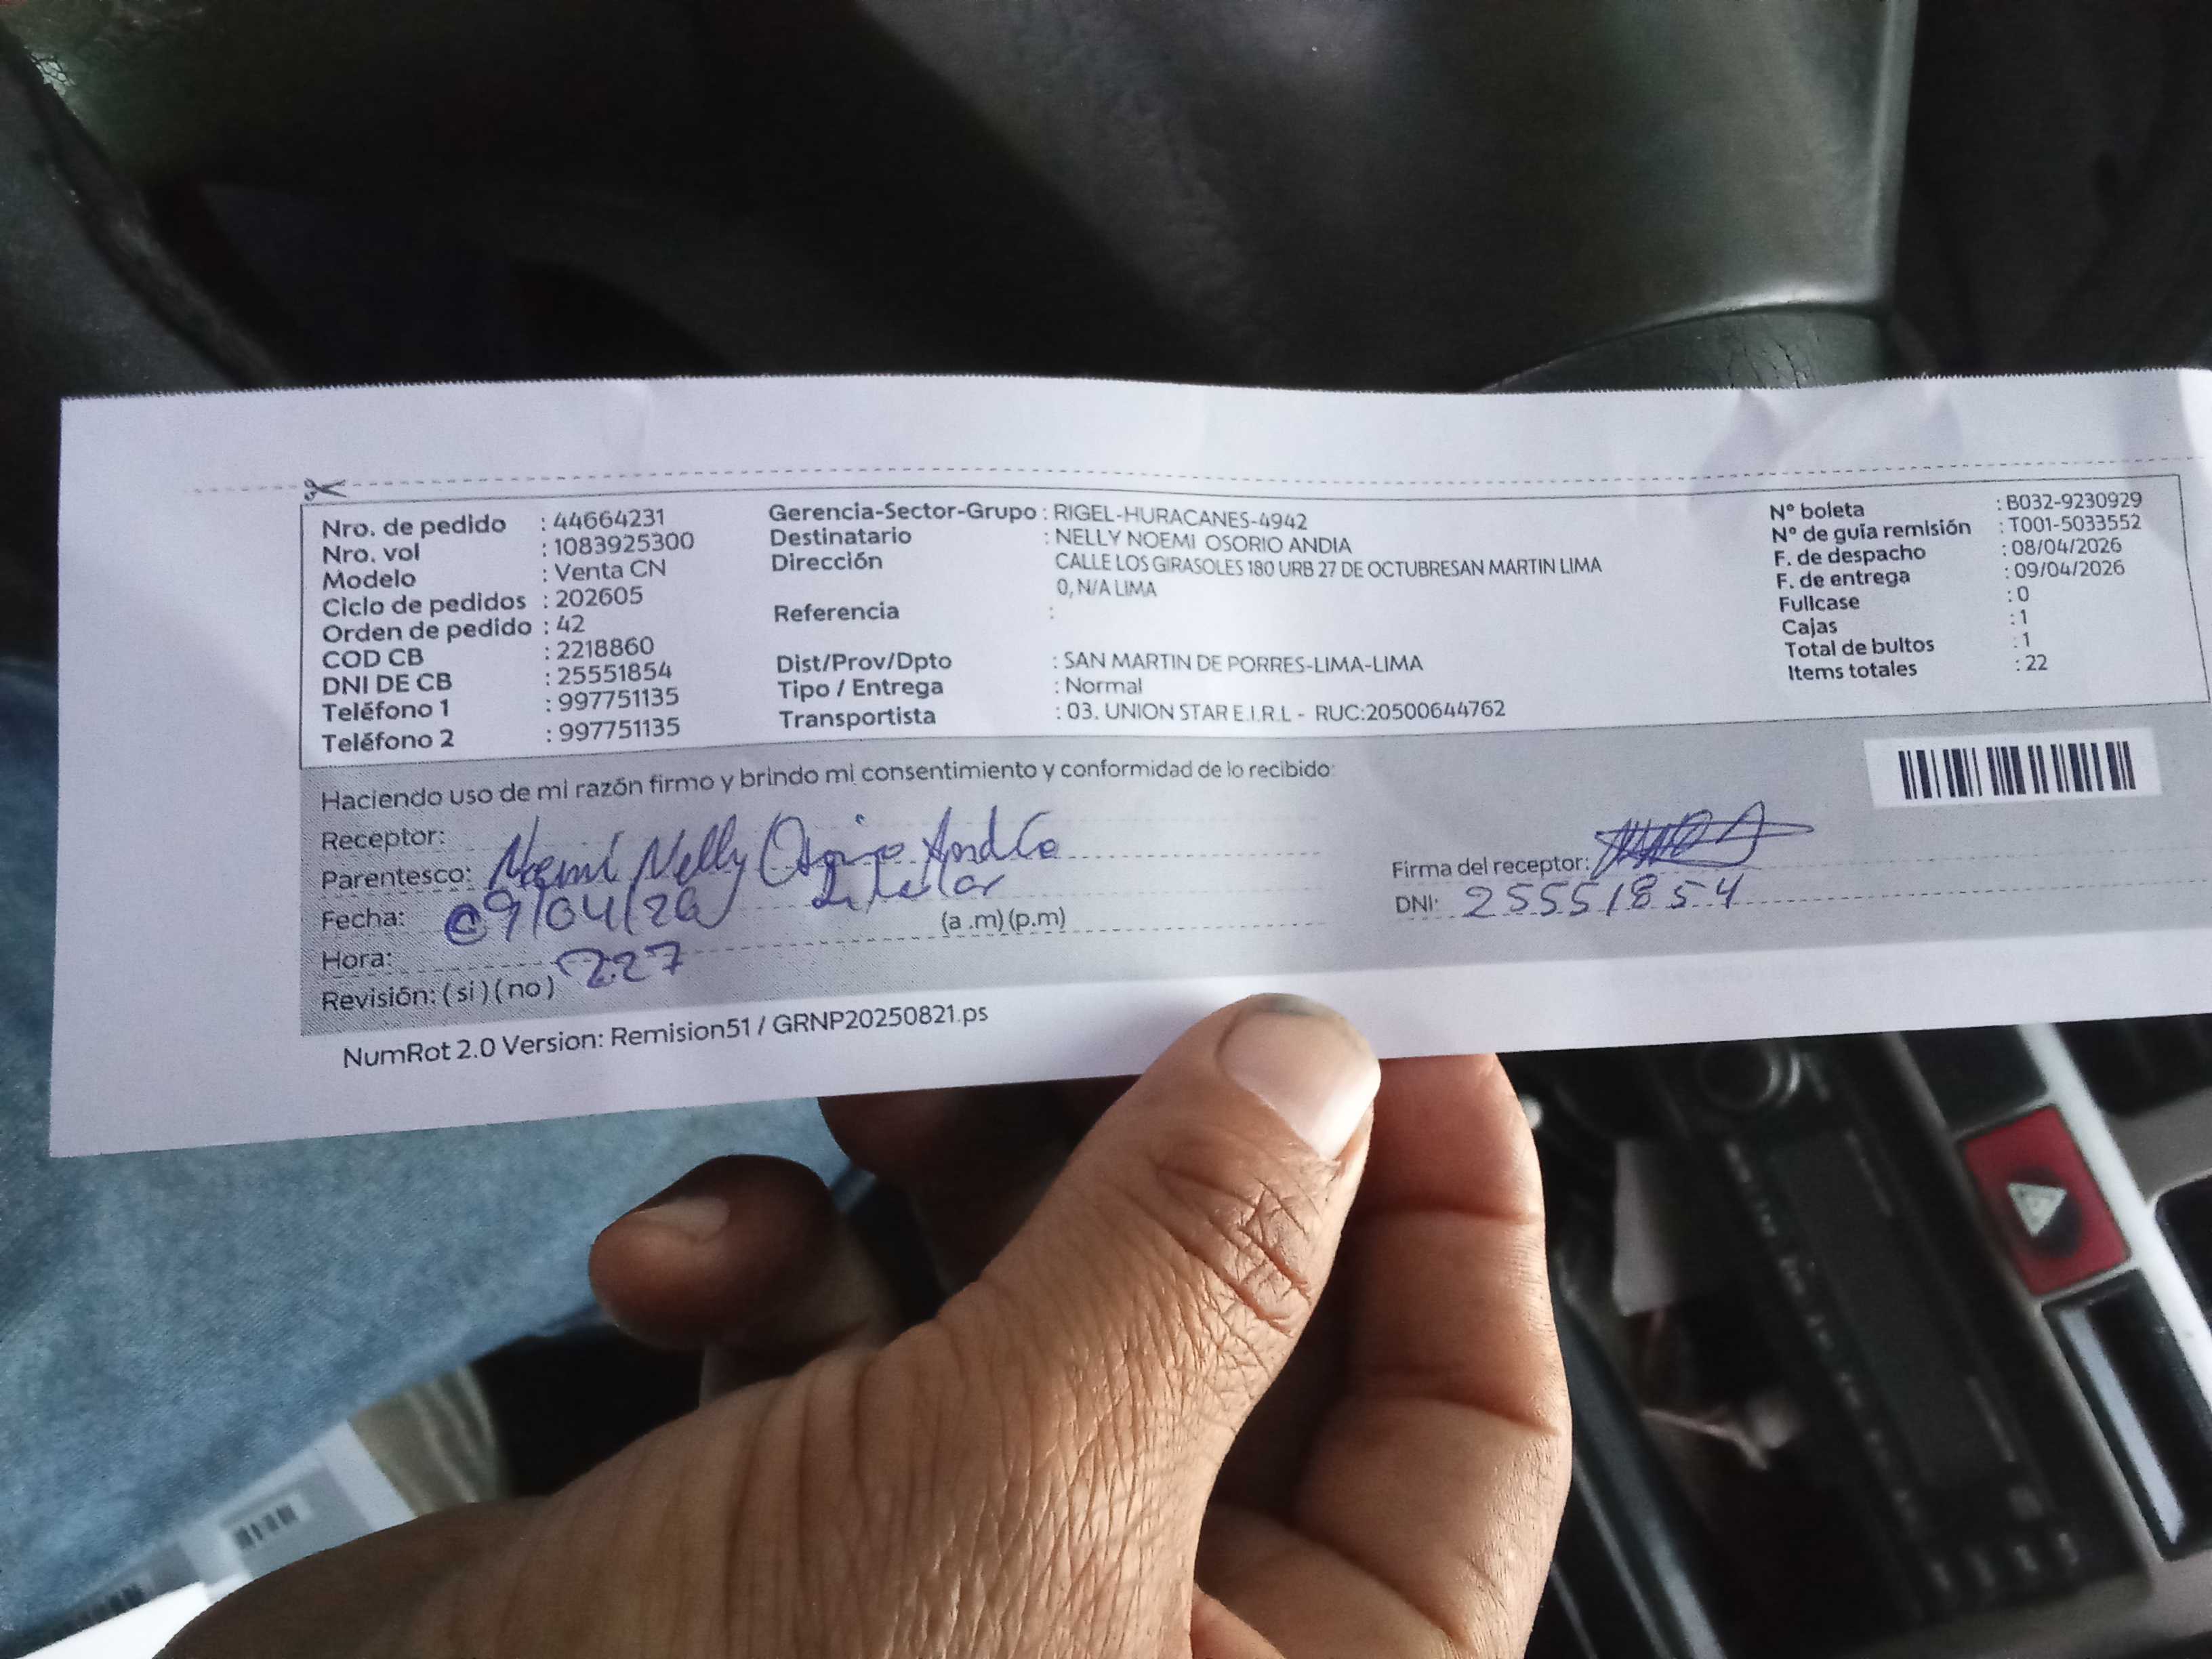 Nro. de pedido : 44664231
Nro. vol : 1083925300
Modelo : Venta CN
Ciclo de pedidos : 202605
Orden de pedido : 42
COD CB : 2218860
DNI DE CB : 25551854
Teléfono 1 : 997751135
Teléfono 2 : 997751135
Gerencia-Sector-Grupo : RIGEL-HURACANES-4942
Destinatario : NELLY NOEMI OSORIO ANDIA
Dirección CALLE LOS GIRASOLES 180 URB 27 DE OCTUBRESAN MARTIN LIMA
0, N/A LIMA
Referencia :
Dist/Prov/Dpto : SAN MARTIN DE PORRES-LIMA-LIMA
Tipo / Entrega : Normal
Transportista : 03. UNION STAR E.I.R.L - RUC:20500644762
Nº boleta : B032-9230929
Nº de guía remisión : T001-5033552
F. de despacho : 08/04/2026
F. de entrega : 09/04/2026
Fullcase : 0
Cajas : 1
Total de bultos : 1
Items totales : 22
Haciendo uso de mi razón firmo y brindo mi consentimiento y conformidad de lo recibido:
Receptor:
Parentesco: Noemi Nelly Osorio Andía
Fecha: 09/04/26
(a .m) (p.m)
Hora:
Revisión: ( si ) ( no ) 227
Firma del receptor:
DNI: 25551854
NumRot 2.0 Version: Remision51 / GRNP20250821.ps